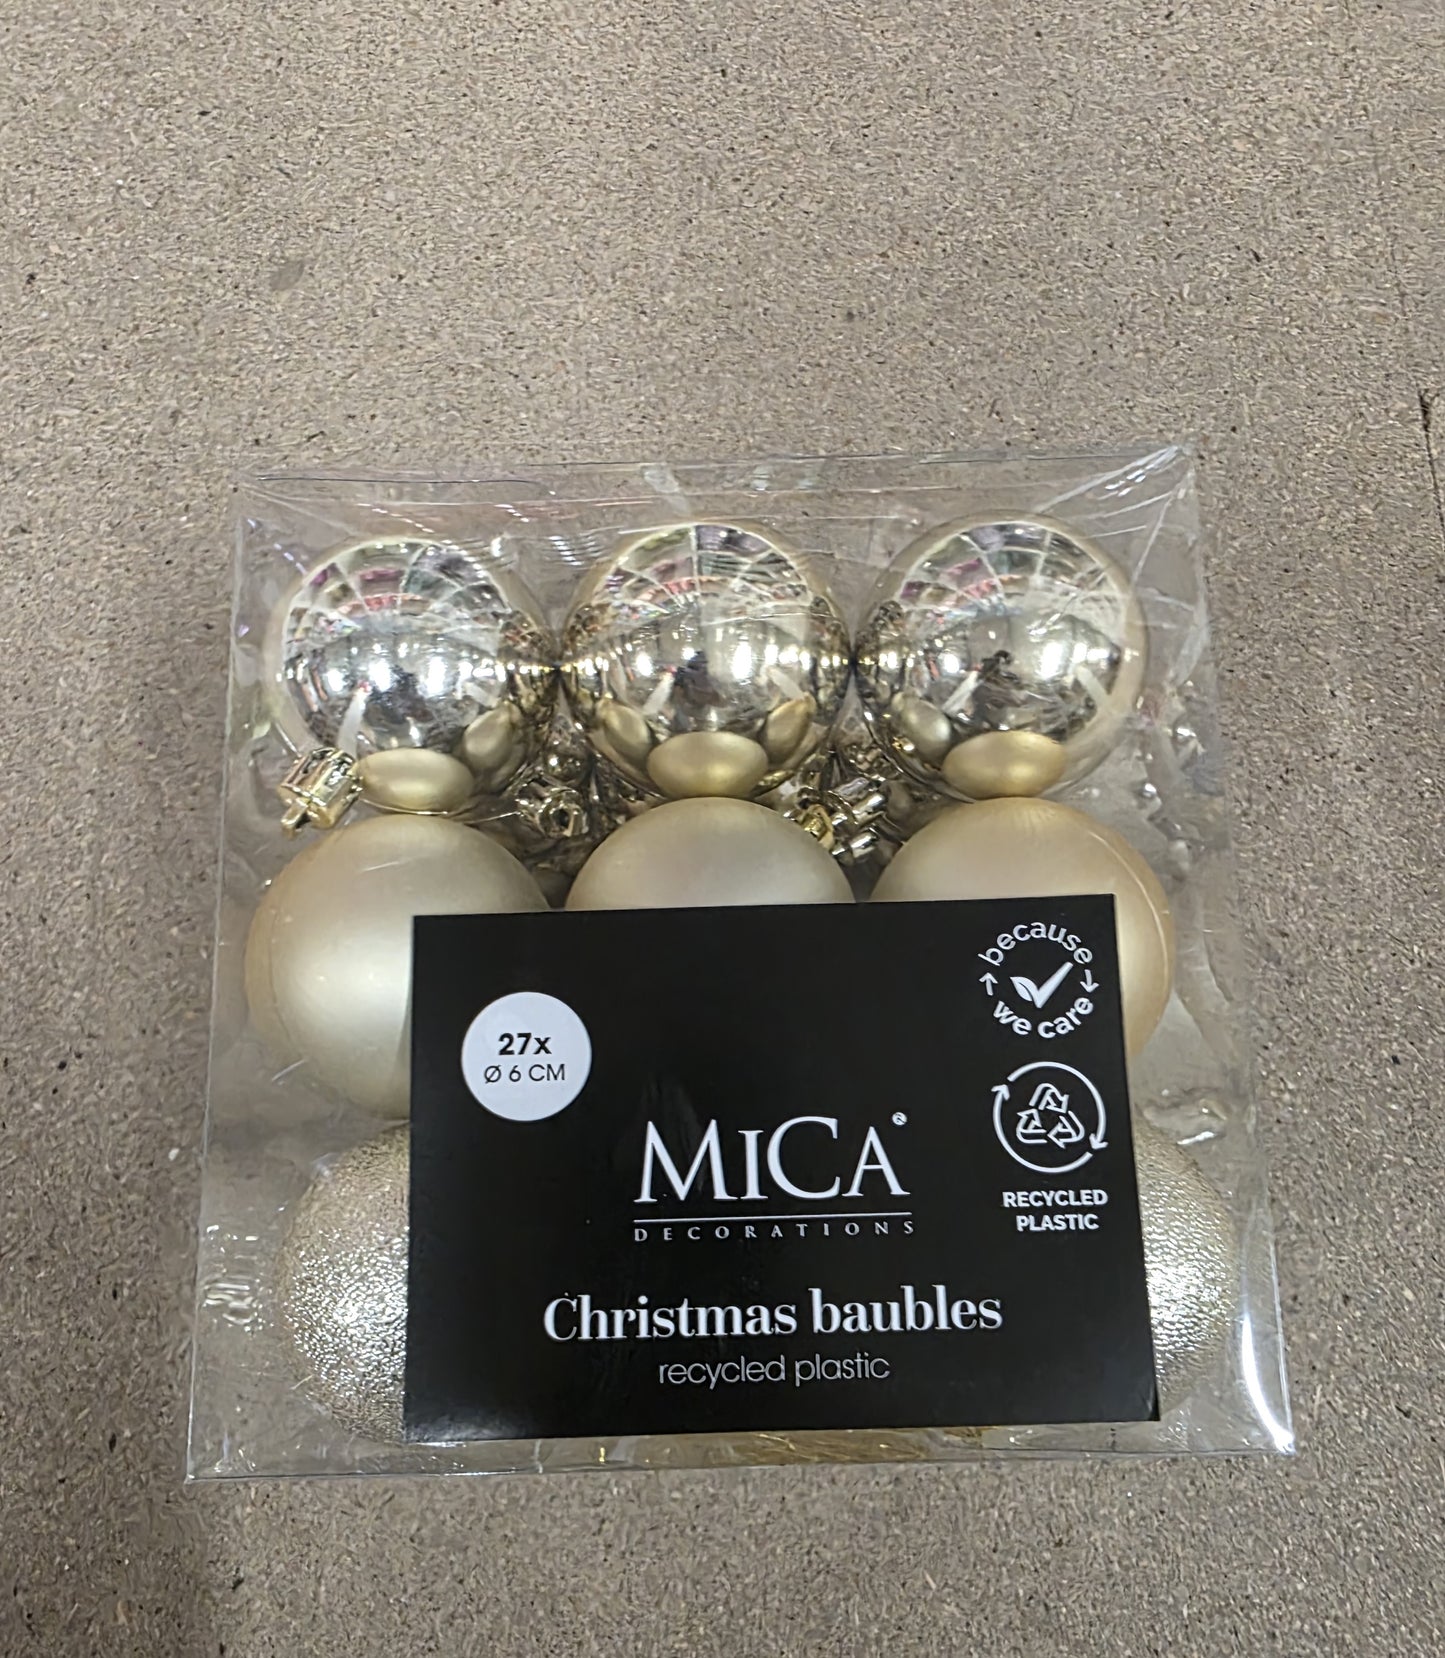 because
we care
27x
Ø 6 CM
MICA®
DECORATIONS
RECYCLED
PLASTIC
Christmas baubles
recycled plastic